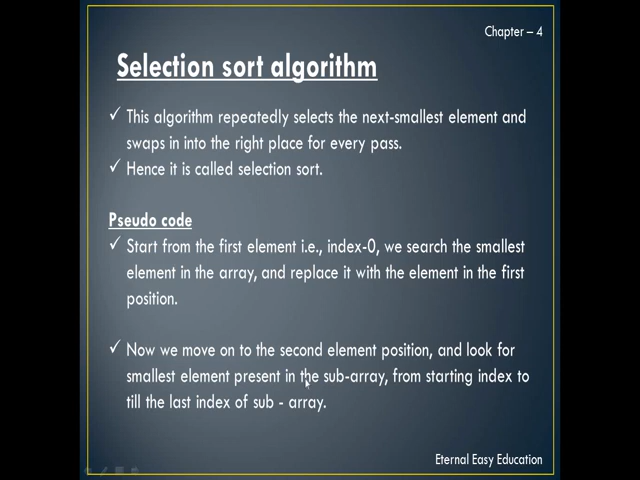 Chapter – 4
Selection sort algorithm
✓ This algorithm repeatedly selects the next-smallest element and
swaps in into the right place for every pass.
✓ Hence it is called selection sort.
Pseudo code
✓ Start from the first element i.e., index-0, we search the smallest
element in the array, and replace it with the element in the first
position.
✓ Now we move on to the second element position, and look for
smallest element present in the sub-array, from starting index to
till the last index of sub - array.
Eternal Easy Education